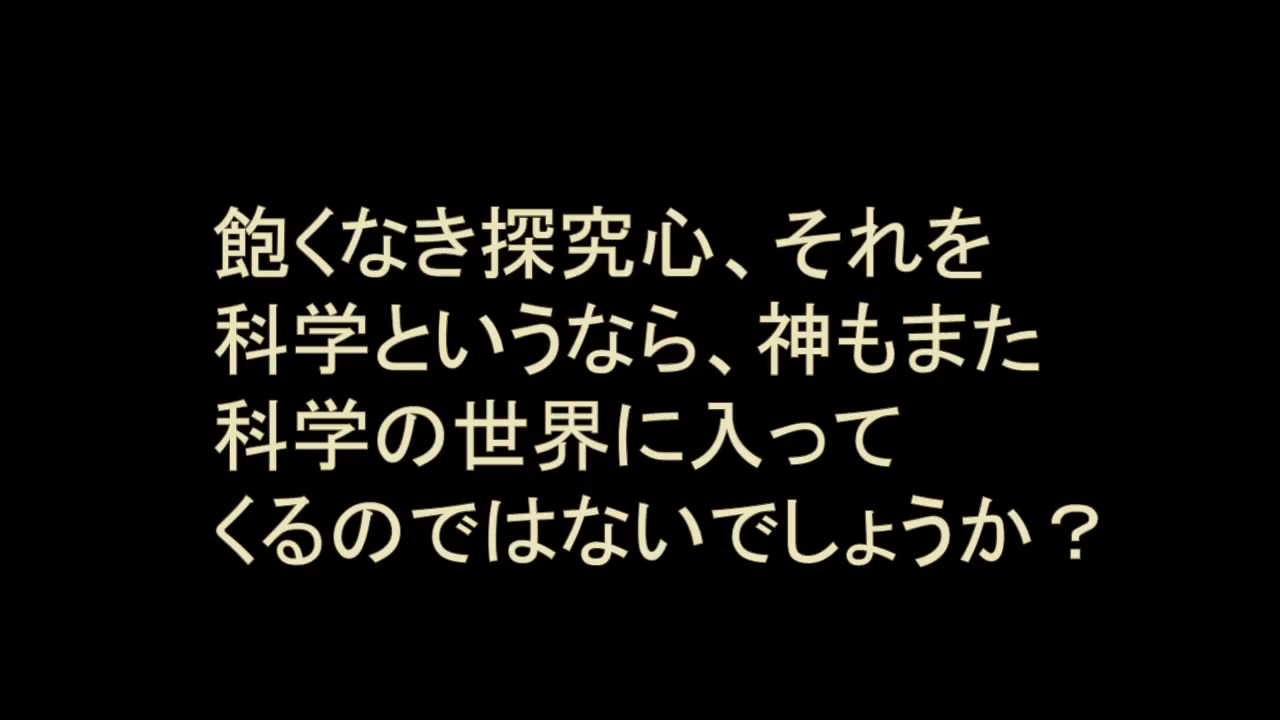 飽くなき探究心、それを
科学というなら、神もまた
科学の世界に入って
くるのではないでしょうか？